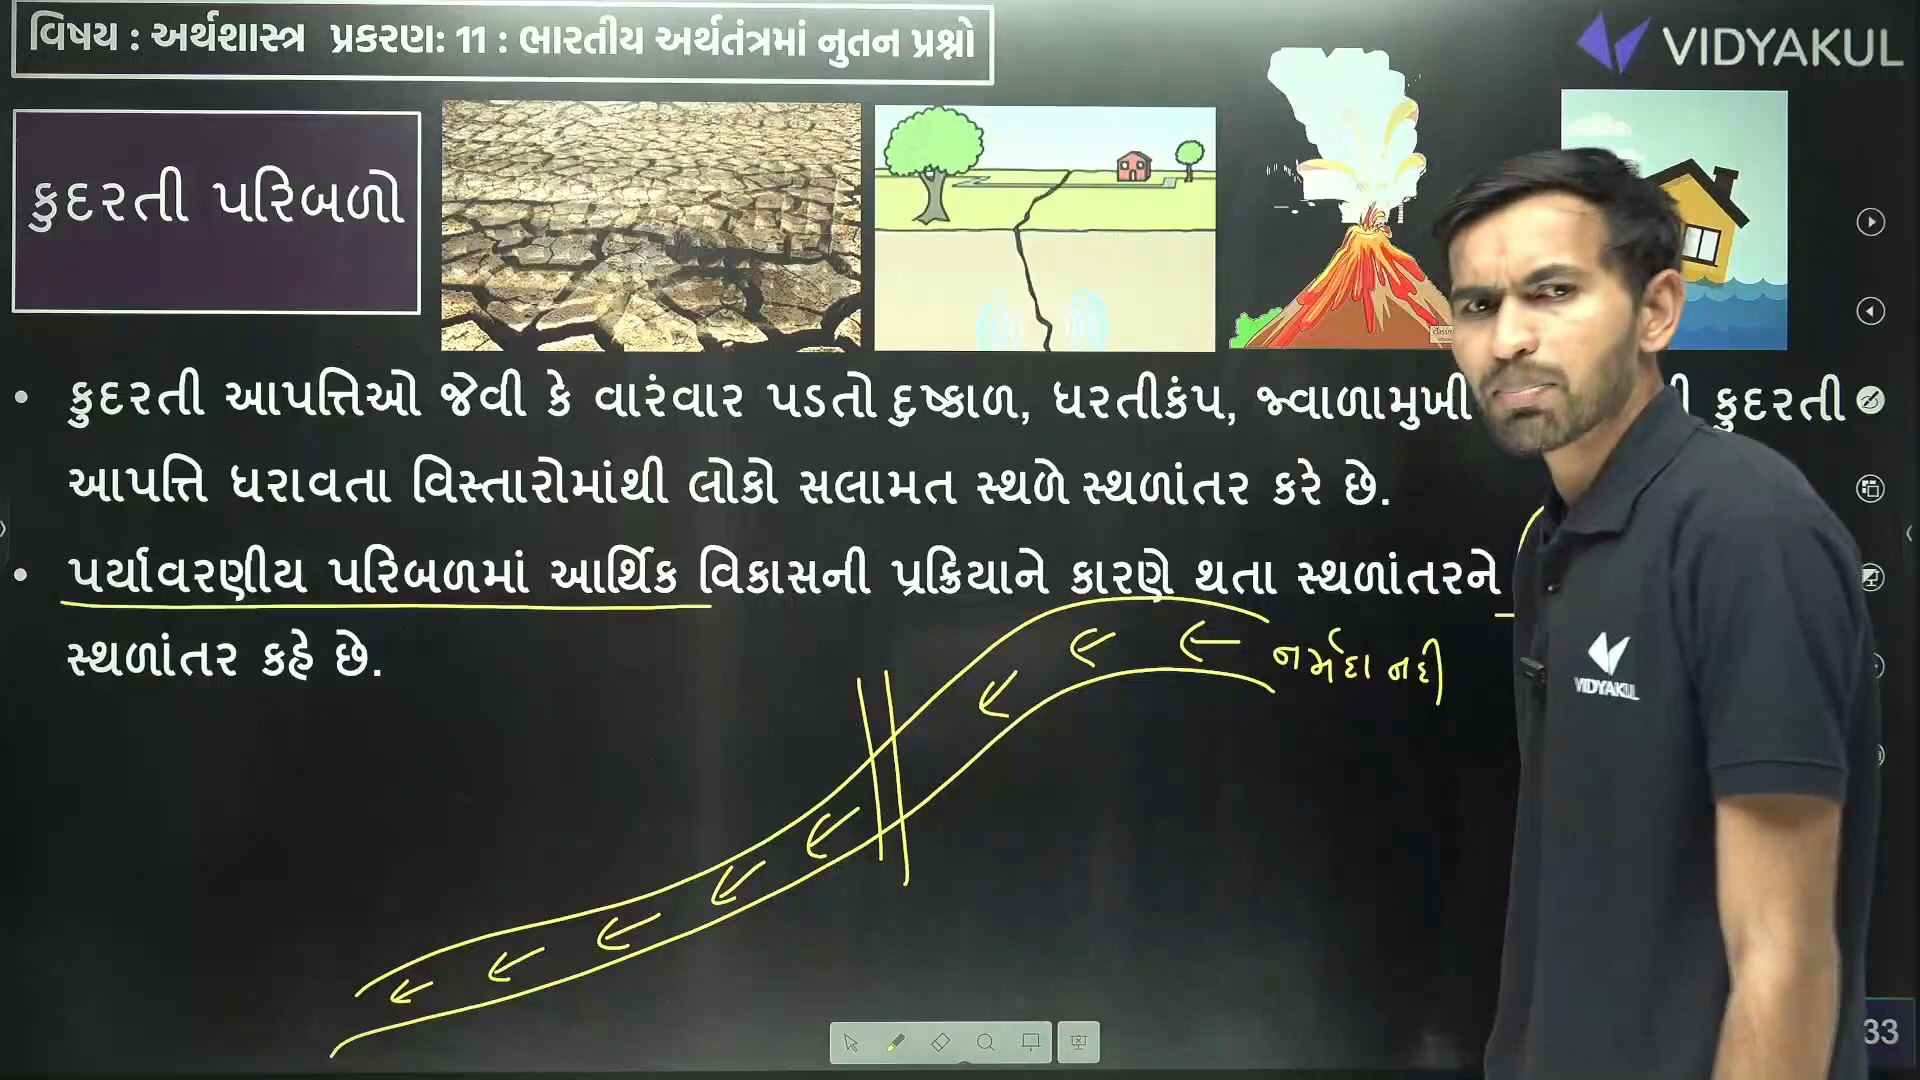 વિષય : અર્થશાસ્ત્ર પ્રકરણ: 11 : ભારતીય અર્થતંત્રમાં નુતન પ્રશ્નો
VIDYAKUL
કુદરતી પરિબળો
• કુદરતી આપત્તિઓ જેવી કે વારંવાર પડતો દુષ્કાળ, ધરતીકંપ, જ્વાળામુખી કુદરતી
આપત્તિ ધરાવતા વિસ્તારોમાંથી લોકો સલામત સ્થળે સ્થળાંતર કરે છે.
• પર્યાવરણીય પરિબળમાં આર્થિક વિકાસની પ્રક્રિયાને કારણે થતા સ્થળાંતરને
સ્થળાંતર કહે છે.
નર્મદા નદી
VIDYAKUL
33